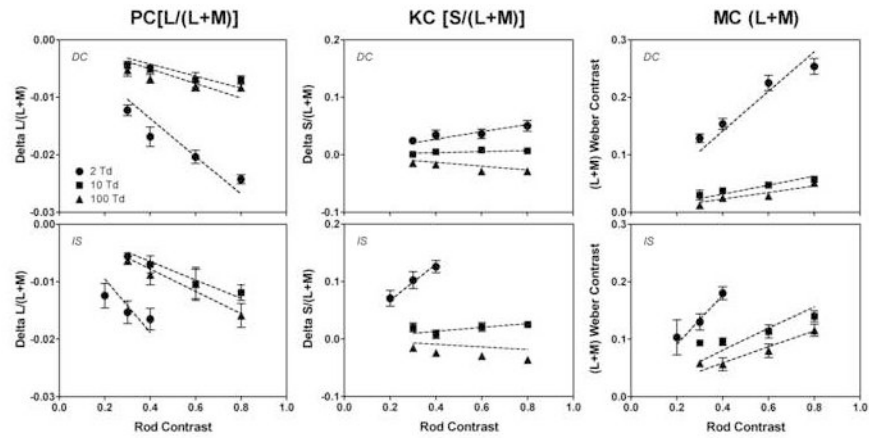 PC[L/(L+M)]
KC [S/(L+M)]
MC (L+M)
0.00
-0.01
-0.02
-0.03
Delta L/(L+M)
DC
2 Td
10 Td
100 Td
0.2
0.1
0.0
-0.1
Delta S/(L+M)
DC
0.3
0.2
0.1
0.0
(L+M) Weber Contrast
DC
0.00
-0.01
-0.02
-0.03
Delta L/(L+M)
IS
0.0 0.2 0.4 0.6 0.8 1.0
Rod Contrast
0.2
0.1
0.0
-0.1
Delta S/(L+M)
IS
0.0 0.2 0.4 0.6 0.8 1.0
Rod Contrast
0.3
0.2
0.1
0.0
(L+M) Weber Contrast
IS
0.0 0.2 0.4 0.6 0.8 1.0
Rod Contrast